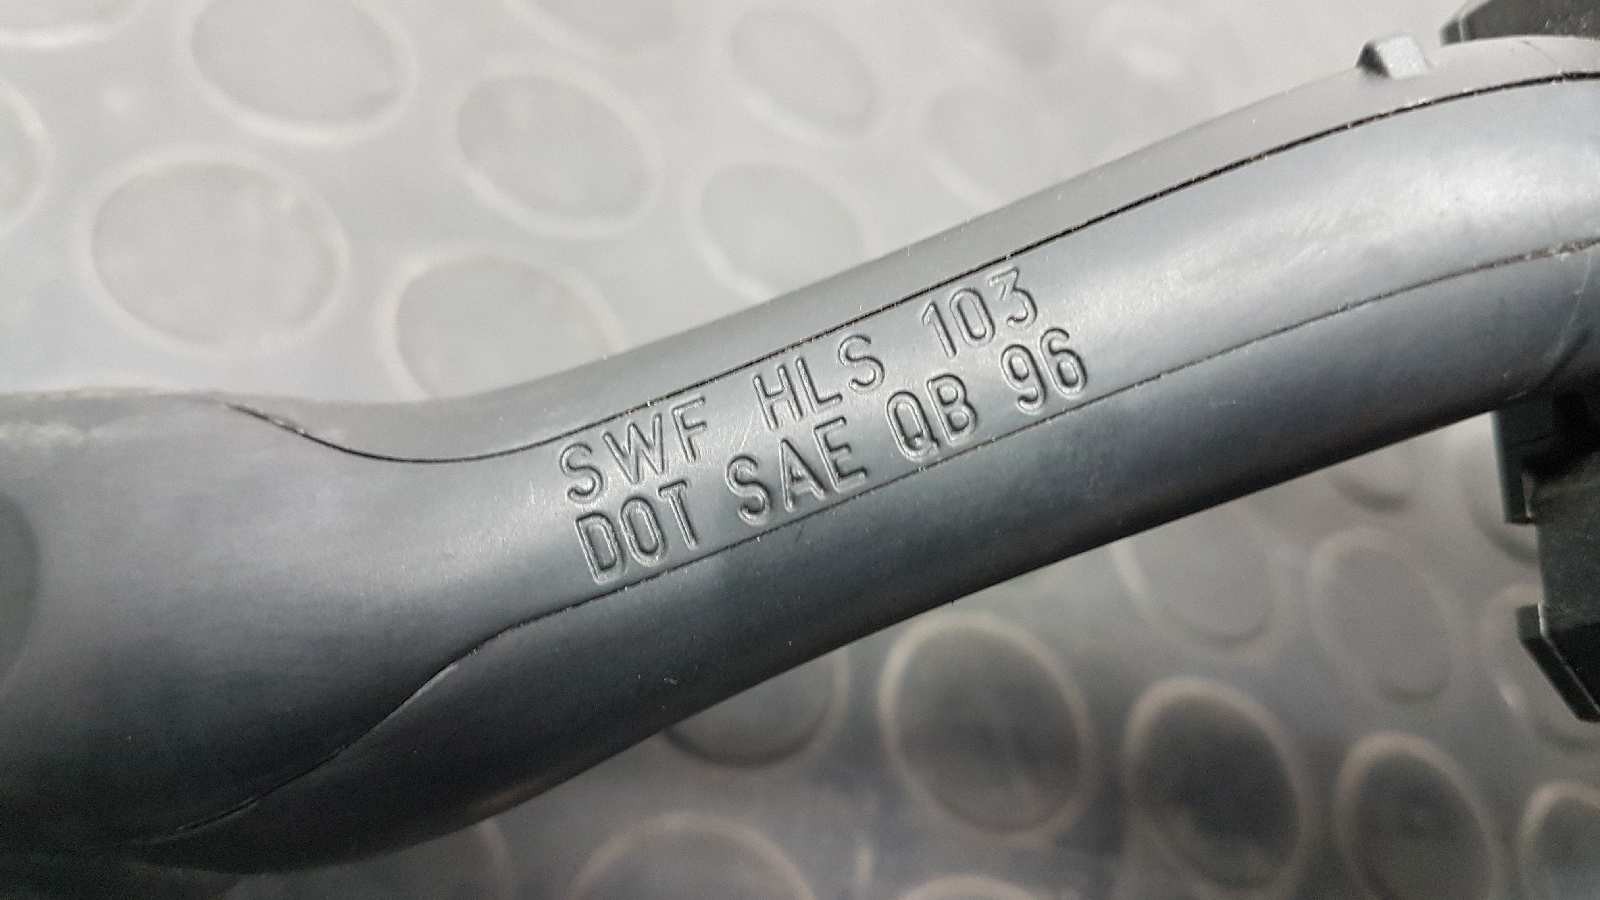 SWF HLS 103
DOT SAE QB 96